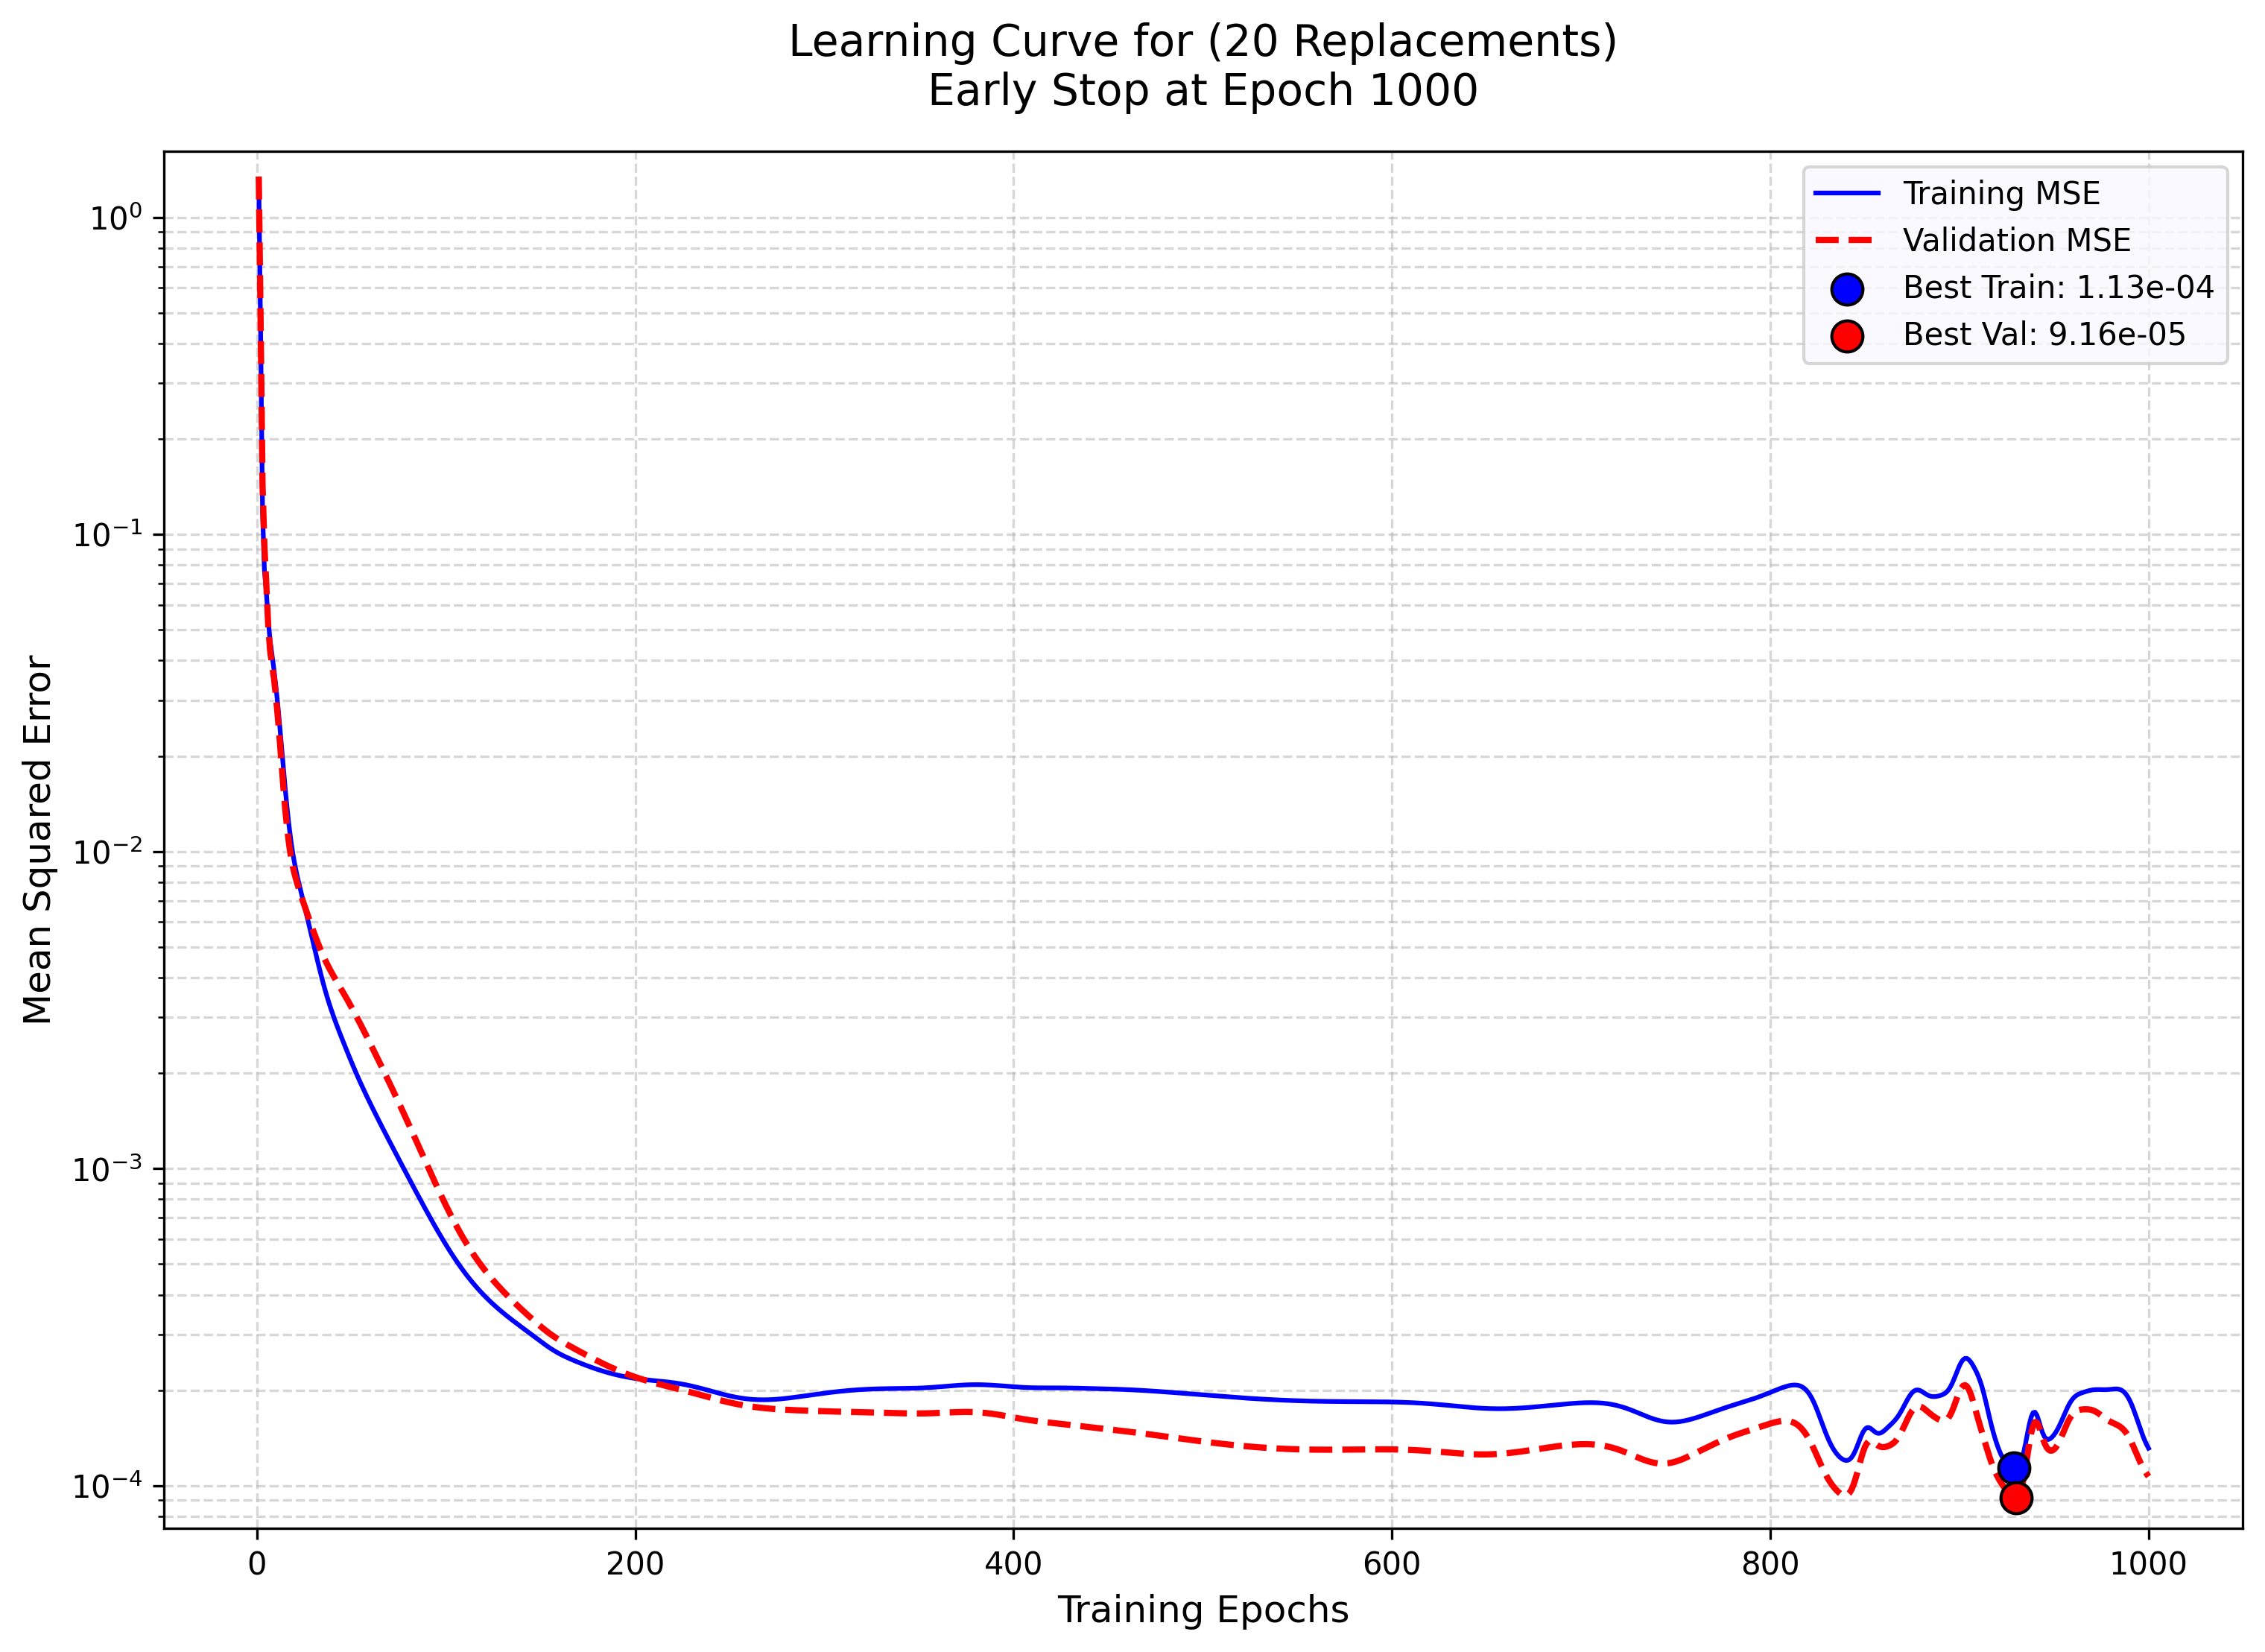 Learning Curve for (20 Replacements)
Early Stop at Epoch 1000
Training MSE
Validation MSE
Best Train: 1.13e-04
Best Val: 9.16e-05
Mean Squared Error
10⁰
10⁻¹
10⁻²
10⁻³
10⁻⁴
0 200 400 600 800 1000
Training Epochs